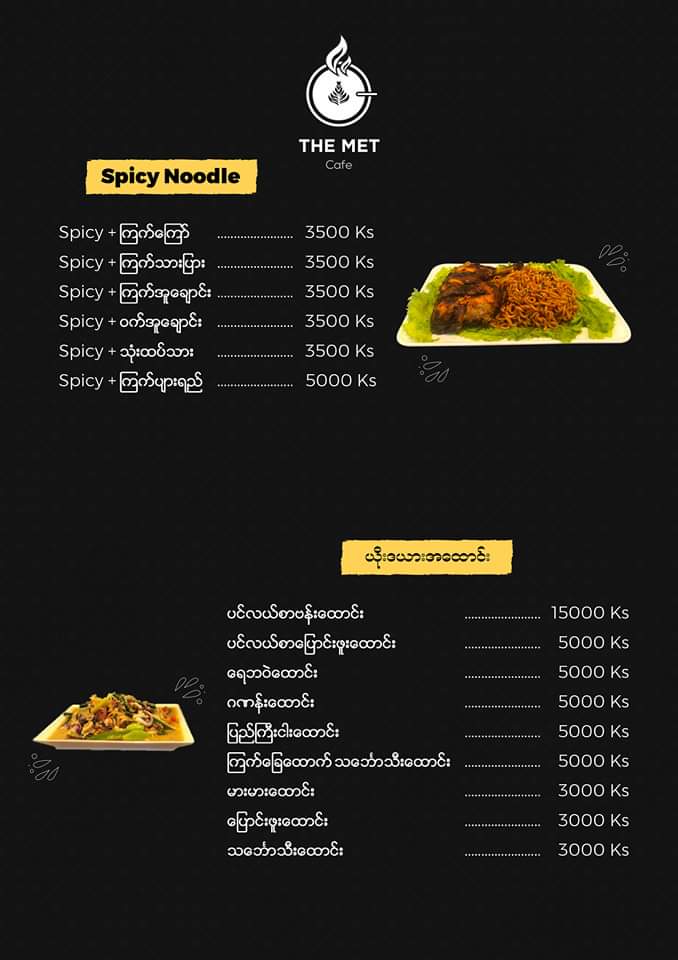 THE MET
Cafe
Spicy Noodle
Spicy + ကြက်ကြော် ....................... 3500 Ks
Spicy + ကြက်သားပြား ....................... 3500 Ks
Spicy + ကြက်အူချောင်း ....................... 3500 Ks
Spicy + ဝက်အူချောင်း ....................... 3500 Ks
Spicy + သုံးထပ်သား ....................... 3500 Ks
Spicy + ကြက်ပျားရည် ....................... 5000 Ks
ယိုးဒယားအထောင်း
ပင်လယ်စာဗန်းထောင်း ....................... 15000 Ks
ပင်လယ်စာပြောင်းဖူးထောင်း ....................... 5000 Ks
ရေဘဝဲထောင်း ....................... 5000 Ks
ဂဏန်းထောင်း ....................... 5000 Ks
ပြည်ကြီးငါးထောင်း ....................... 5000 Ks
ကြက်ခြေထောက် သင်္ဘောသီးထောင်း ....................... 5000 Ks
မားမားထောင်း ....................... 3000 Ks
ပြောင်းဖူးထောင်း ....................... 3000 Ks
သင်္ဘောသီးထောင်း ....................... 3000 Ks